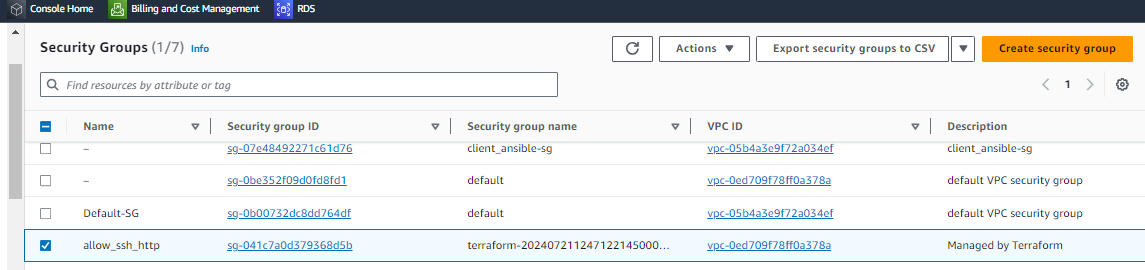 Console Home Billing and Cost Management RDS
Security Groups (1/7) Info Actions Export security groups to CSV Create security group
Find resources by attribute or tag 1
Name Security group ID Security group name VPC ID Description
– sg-07e48492271c61d76 client_ansible-sg vpc-05b4a3e9f72a034ef client_ansible-sg
– sg-0be352f09d0fd8fd1 default vpc-0ed709f78ff0a378a default VPC security group
Default-SG sg-0b00732dc8dd764df default vpc-05b4a3e9f72a034ef default VPC security group
allow_ssh_http sg-041c7a0d379368d5b terraform-202407211247122145000... vpc-0ed709f78ff0a378a Managed by Terraform